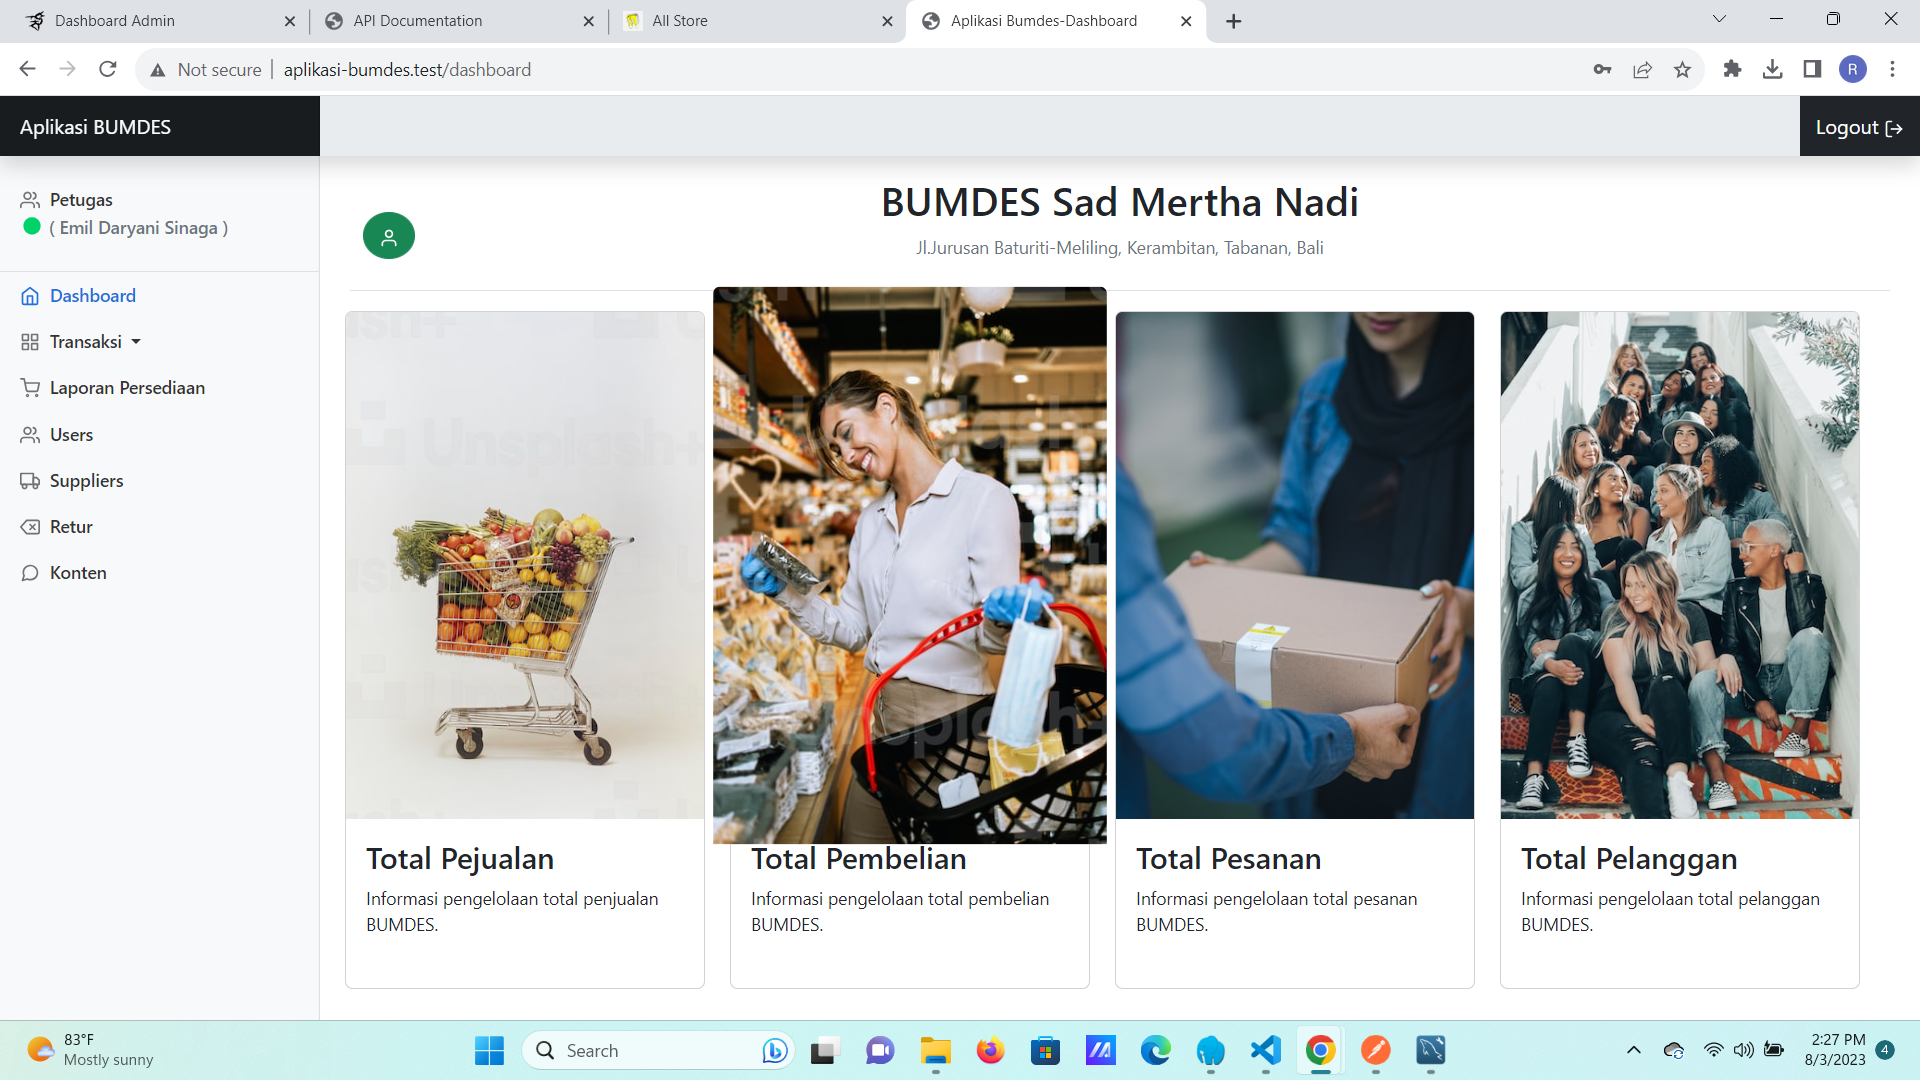 Dashboard Admin
API Documentation
All Store
Aplikasi Bumdes-Dashboard
Not secure
aplikasi-bumdes.test/dashboard
R
Aplikasi BUMDES
Logout
Petugas
( Emil Daryani Sinaga )
Dashboard
Transaksi
Laporan Persediaan
Users
Suppliers
Retur
Konten
BUMDES Sad Mertha Nadi
Jl.Jurusan Baturiti-Meliling, Kerambitan, Tabanan, Bali
Unsplash+
Unsplash+
Total Pejualan
Informasi pengelolaan total penjualan
BUMDES.
Total Pembelian
Informasi pengelolaan total pembelian
BUMDES.
Total Pesanan
Informasi pengelolaan total pesanan
BUMDES.
Total Pelanggan
Informasi pengelolaan total pelanggan
BUMDES.
83°F
Mostly sunny
Search
2:27 PM
8/3/2023
4